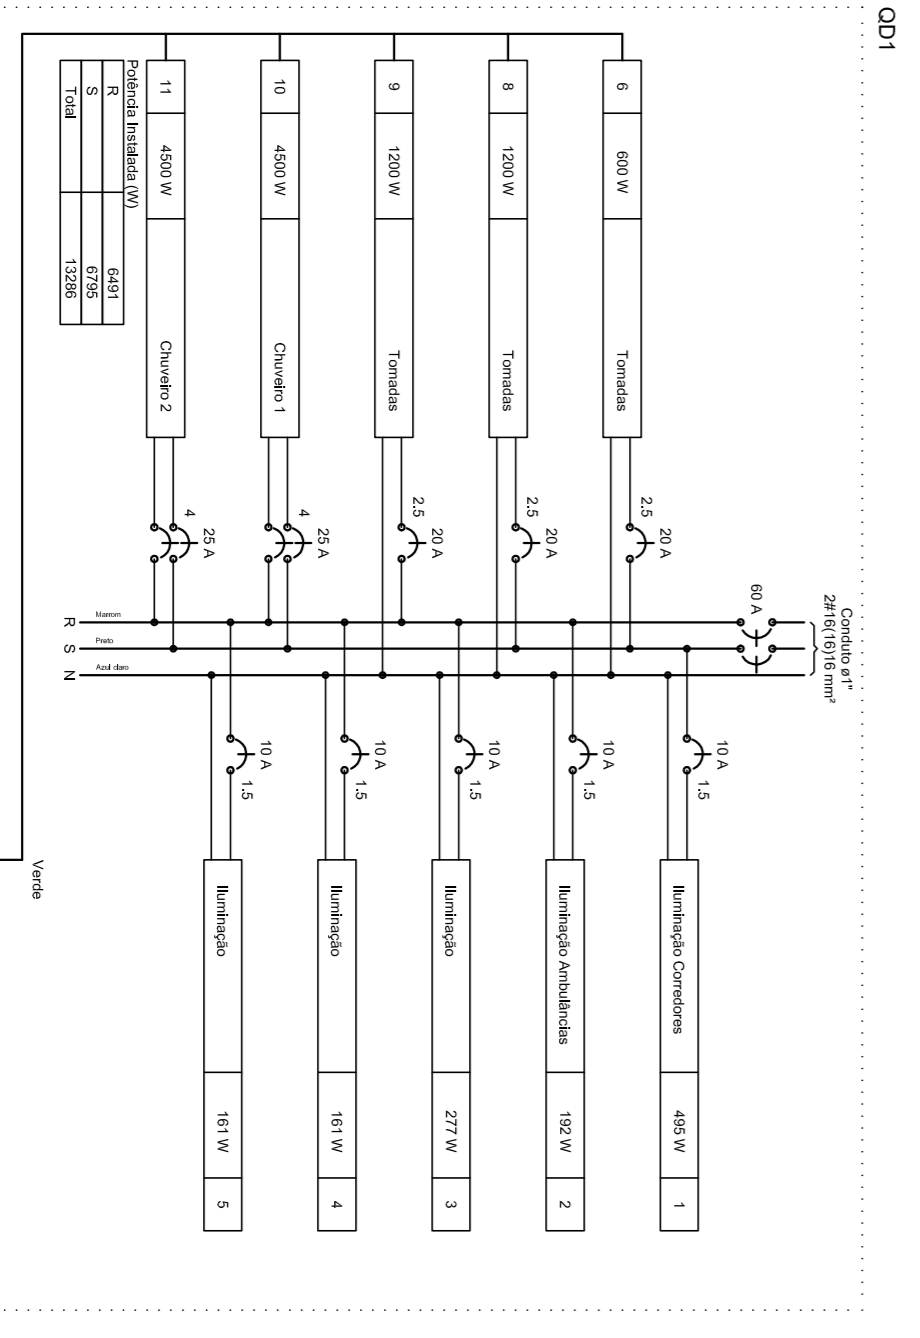 QD1
Conduto ø1"
2#16(16)16 mm²
60 A
6
600 W
Tomadas
2.5
20 A
8
1200 W
Tomadas
2.5
20 A
9
1200 W
Tomadas
2.5
20 A
10
4500 W
Chuveiro 1
4
25 A
11
4500 W
Chuveiro 2
4
25 A
10 A
1.5
Iluminação Corredores
495 W
1
10 A
1.5
Iluminação Ambulâncias
192 W
2
10 A
1.5
Iluminação
277 W
3
10 A
1.5
Iluminação
161 W
4
10 A
1.5
Iluminação
161 W
5
R
Marrom
S
Preto
N
Azul claro
Potência Instalada (W)
R 6491
S 6795
Total 13286
Verde